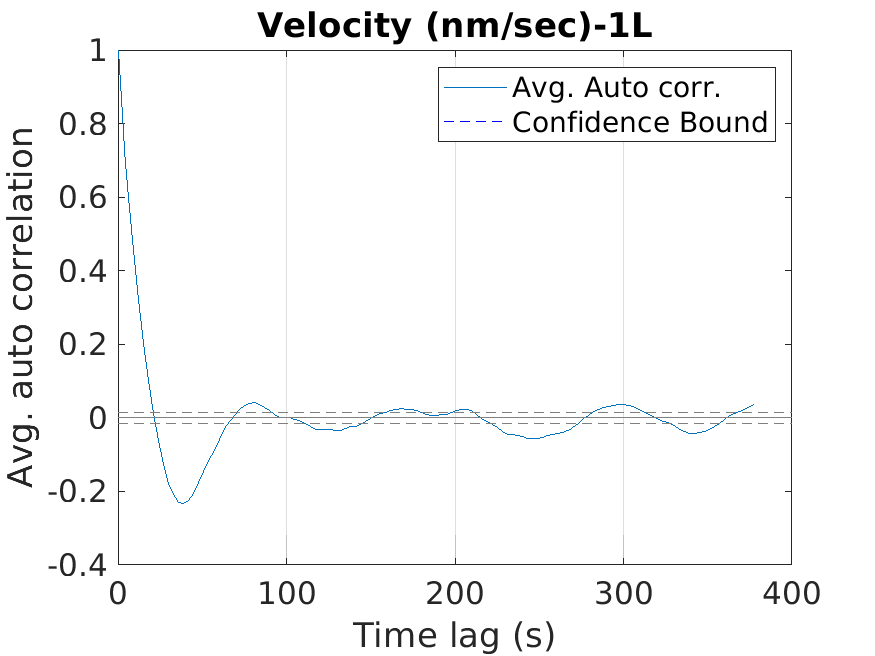 Velocity (nm/sec)-1L
Avg. Auto corr.
Confidence Bound
Avg. auto correlation
1
0.8
0.6
0.4
0.2
0
-0.2
-0.4
0
100
200
300
400
Time lag (s)